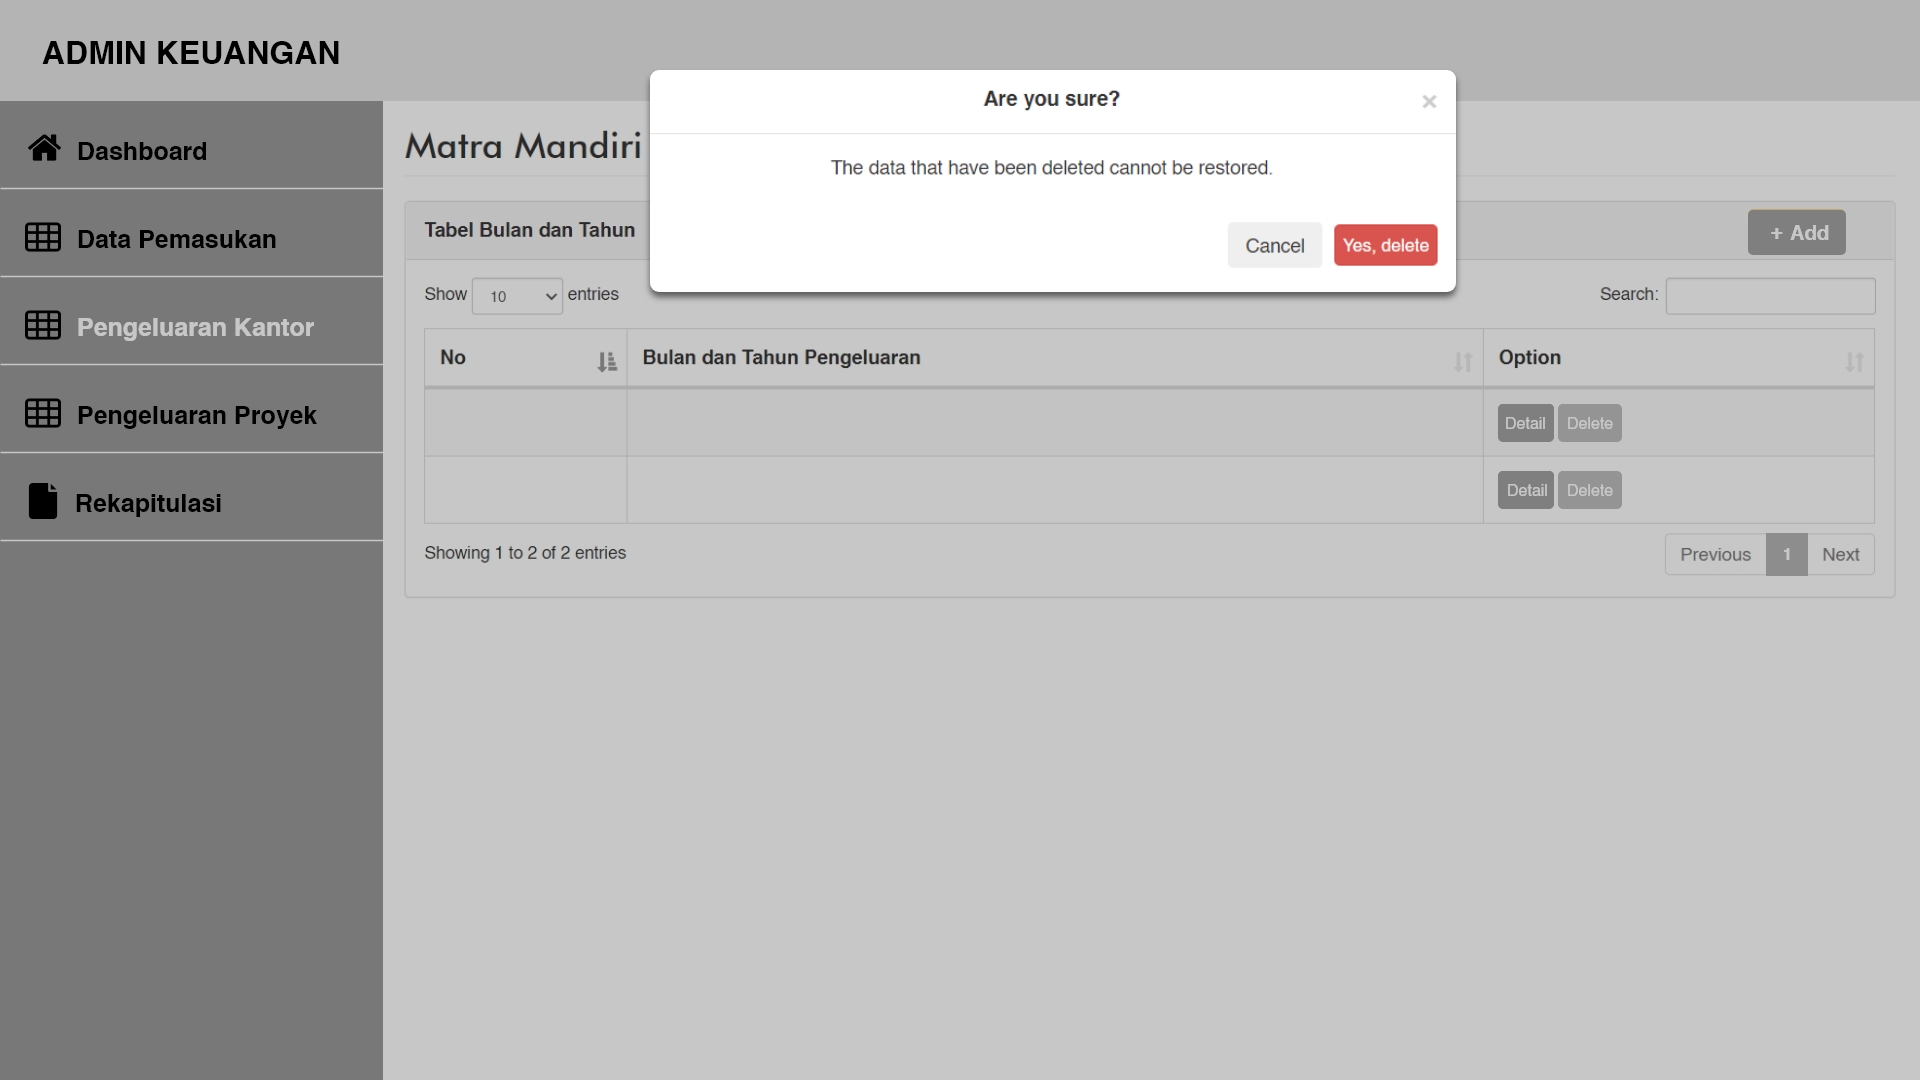 ADMIN KEUANGAN
Are you sure?
×
Dashboard
Matra Mandiri
The data that have been deleted cannot be restored.
Tabel Bulan dan Tahun
+ Add
Data Pemasukan
Cancel
Yes, delete
Show 10 entries
Search:
Pengeluaran Kantor
No
Bulan dan Tahun Pengeluaran
Option
Pengeluaran Proyek
Detail Delete
Detail Delete
Rekapitulasi
Showing 1 to 2 of 2 entries
Previous 1 Next